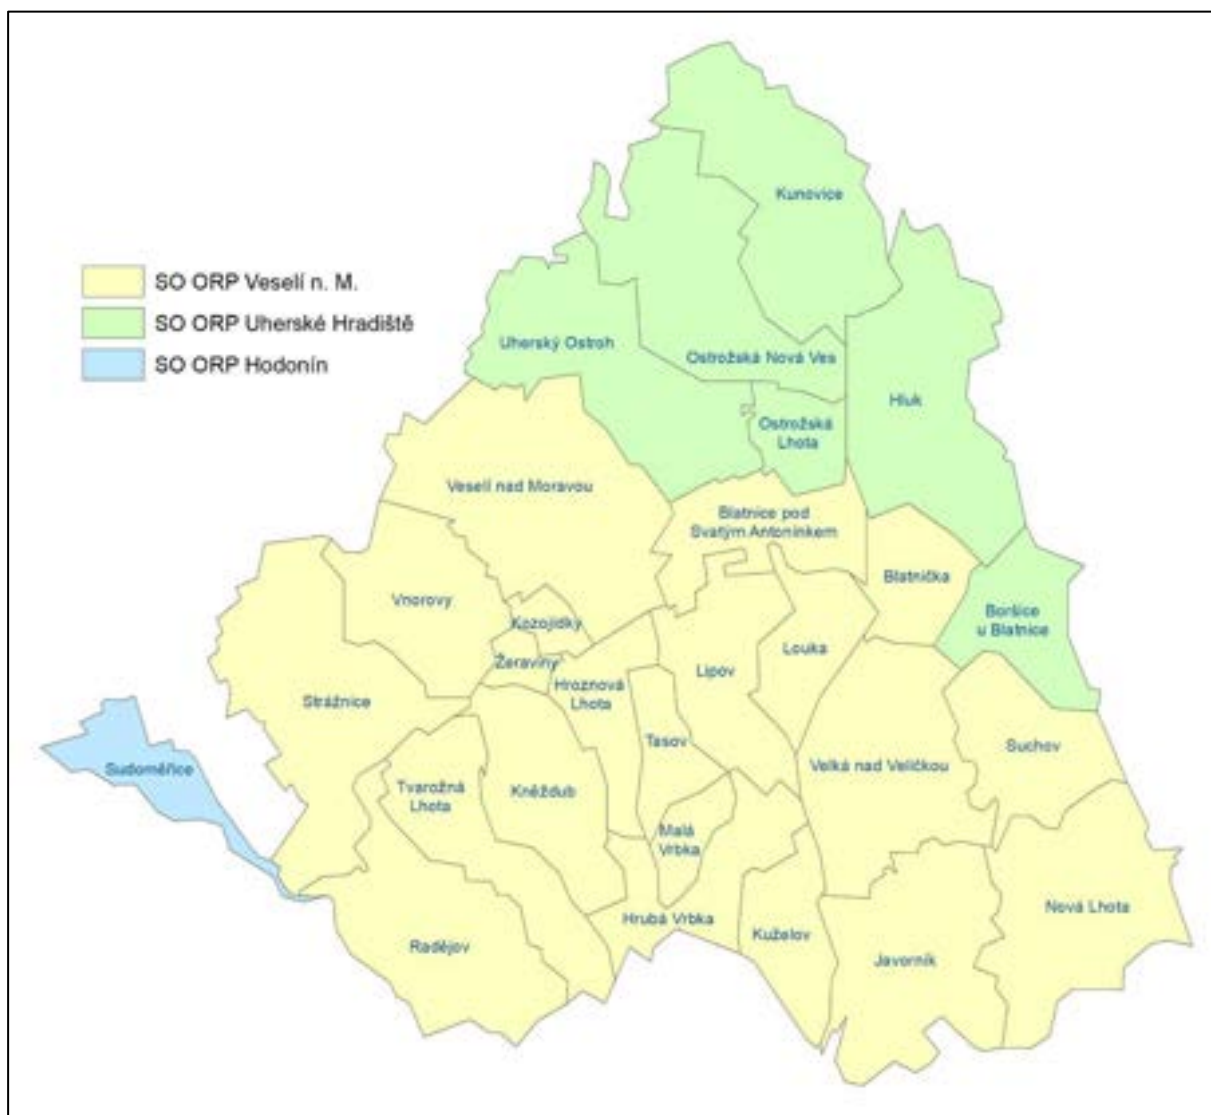 Kunovice
SO ORP Veselí n. M.
SO ORP Uherské Hradiště
SO ORP Hodonín
Uherský Ostroh
Ostrožská Nová Ves
Hluk
Ostrožská
Lhota
Veselí nad Moravou
Blatnice pod
Svatým Antonínkem
Blatnička
Vnorovy
Boršice
u Blatnice
Kozojídky
Louka
Žeraviny
Lipov
Hroznová
Lhota
Strážnice
Tasov
Suchov
Sudoměřice
Velká nad Veličkou
Tvarožná
Lhota
Kněždub
Malá
Vrbka
Nová Lhota
Hrubá Vrbka
Kuželov
Radějov
Javorník